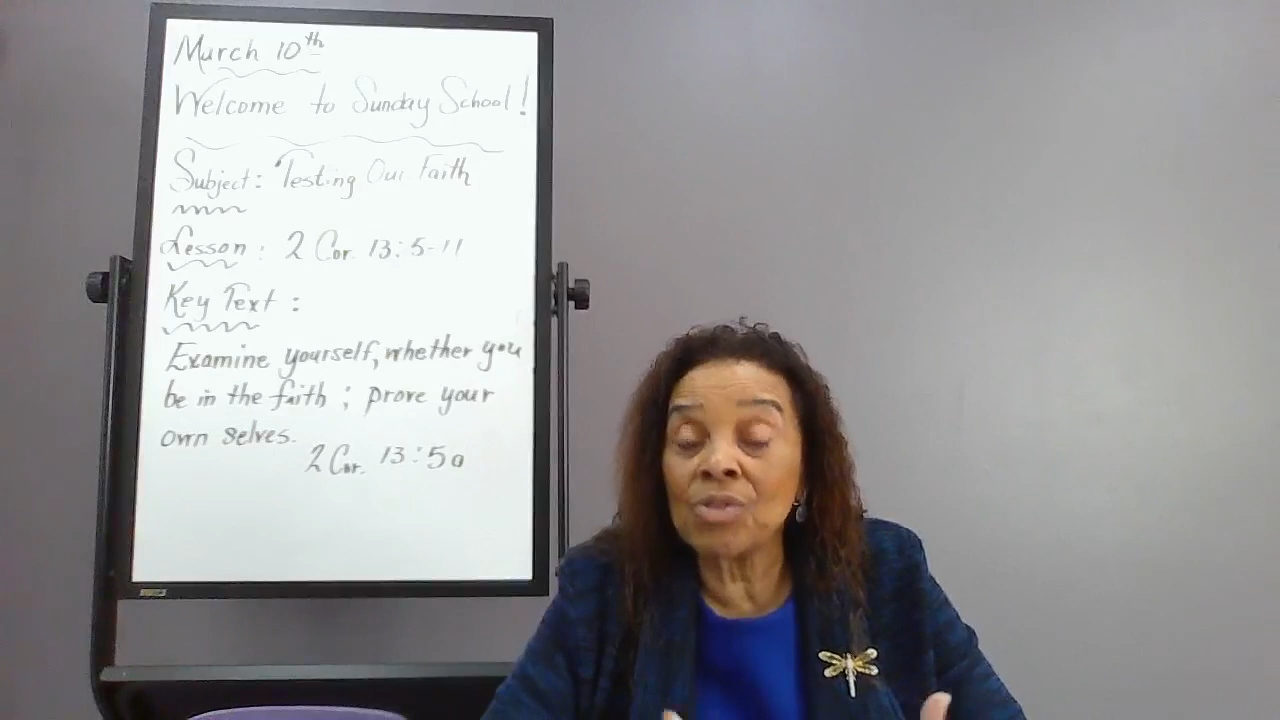 March 10th
Welcome to Sunday School!
Subject: Testing Our Faith
Lesson: 2 Cor. 13:5-11
Key Text:
Examine yourself, whether you
be in the faith; prove your
own selves.
2 Cor. 13:5a